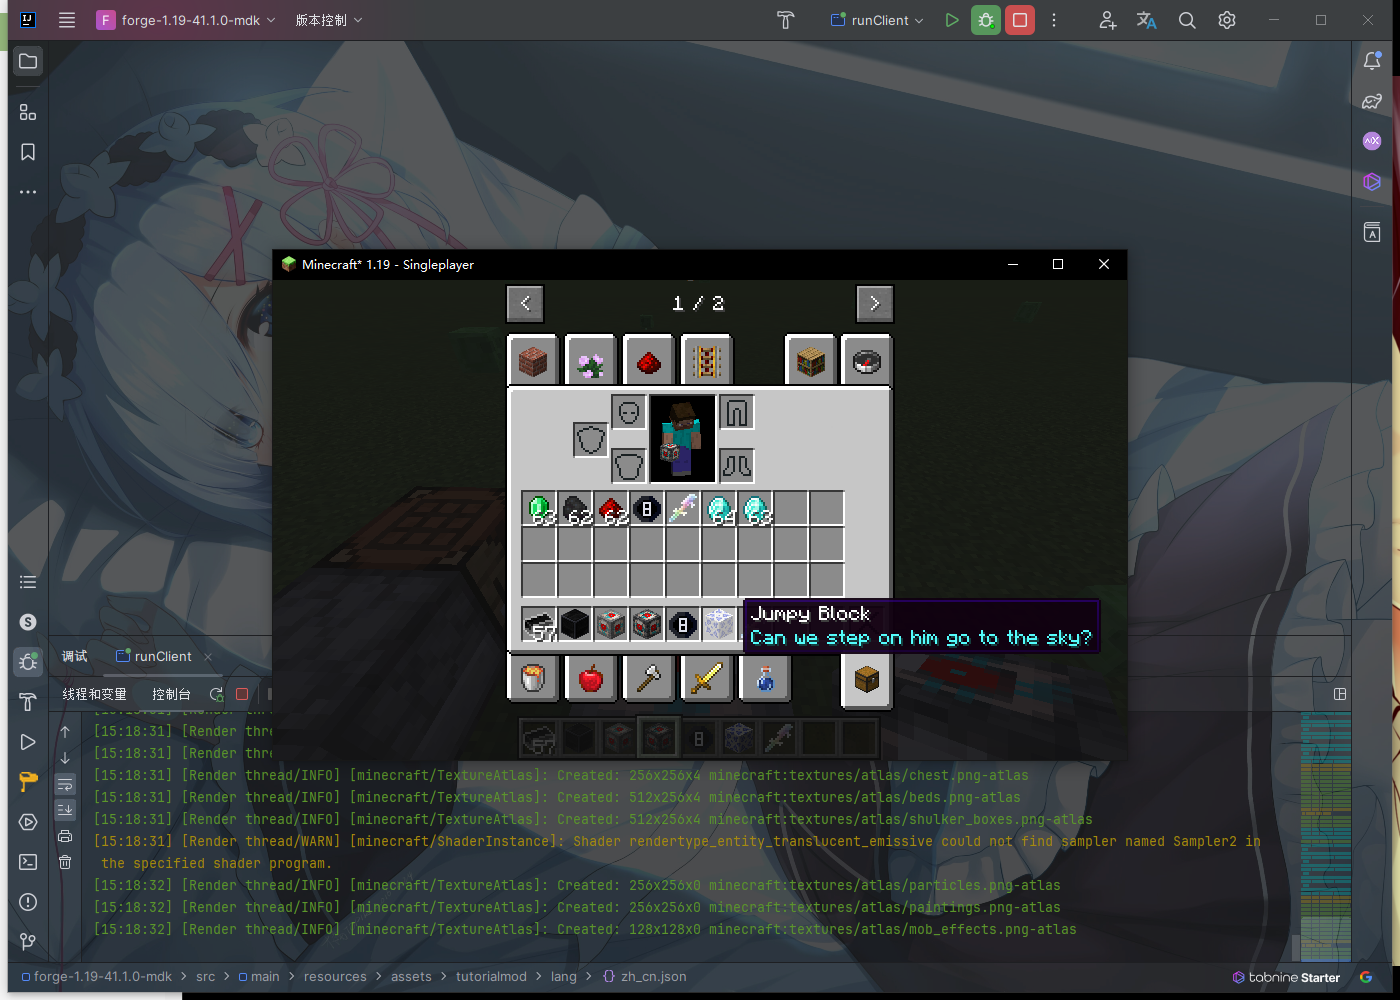 forge-1.19-41.1.0-mdk
版本控制
runClient
Minecraft* 1.19 - Singleplayer
1 / 2
63
62
62
8
64
63
57
8
Jumpy Block
Can we step on him go to the sky?
57
8
调试
runClient
线程和变量
控制台
[15:18:31] [Render thre
[15:18:31] [Render thre
[15:18:31] [Render thread/INFO] [minecraft/TextureAtlas]: Created: 256x256x4 minecraft:textures/atlas/chest.png-atlas
[15:18:31] [Render thread/INFO] [minecraft/TextureAtlas]: Created: 512x256x4 minecraft:textures/atlas/beds.png-atlas
[15:18:31] [Render thread/INFO] [minecraft/TextureAtlas]: Created: 512x256x4 minecraft:textures/atlas/shulker_boxes.png-atlas
[15:18:31] [Render thread/WARN] [minecraft/ShaderInstance]: Shader rendertype_entity_translucent_emissive could not find sampler named Sampler2 in
the specified shader program.
[15:18:32] [Render thread/INFO] [minecraft/TextureAtlas]: Created: 256x256x0 minecraft:textures/atlas/particles.png-atlas
[15:18:32] [Render thread/INFO] [minecraft/TextureAtlas]: Created: 256x256x0 minecraft:textures/atlas/paintings.png-atlas
[15:18:32] [Render thread/INFO] [minecraft/TextureAtlas]: Created: 128x128x0 minecraft:textures/atlas/mob_effects.png-atlas
forge-1.19-41.1.0-mdk > src > main > resources > assets > tutorialmod > lang > {} zh_cn.json
tabnine Starter